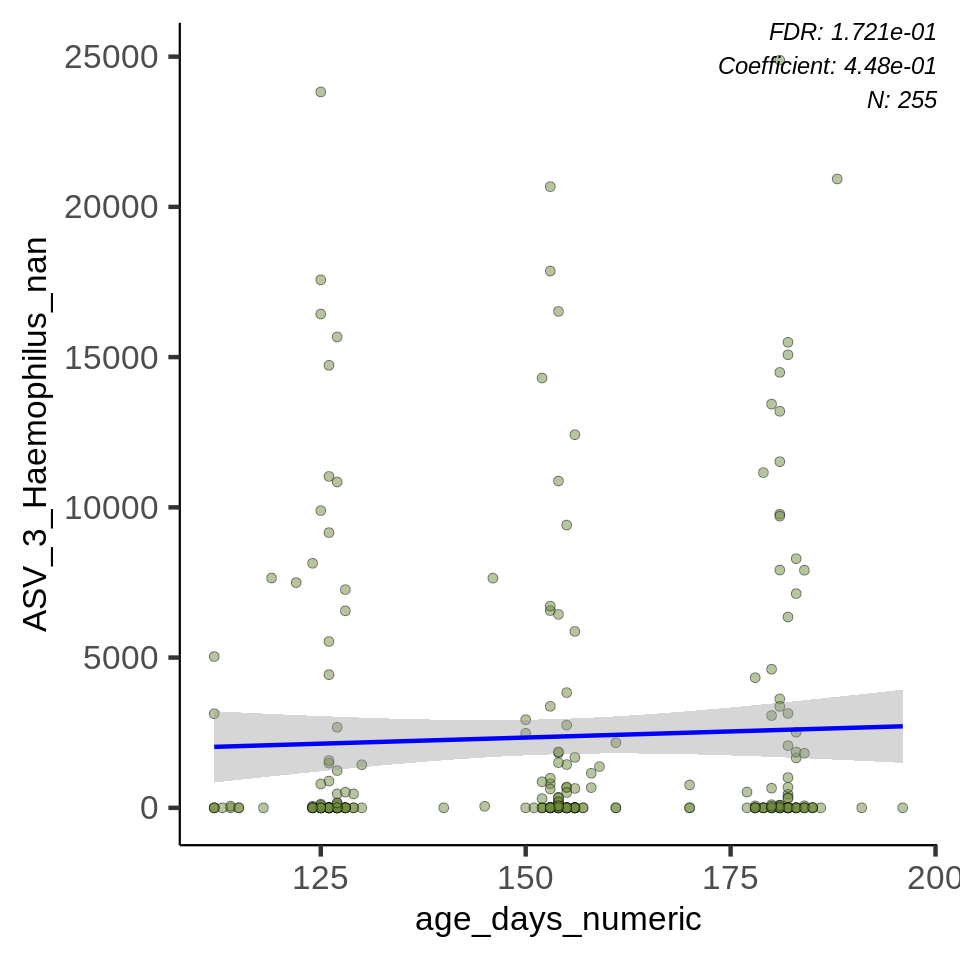 FDR: 1.721e-01
Coefficient: 4.48e-01
N: 255
ASV_3_Haemophilus_nan
25000
20000
15000
10000
5000
0
125
150
175
200
age_days_numeric